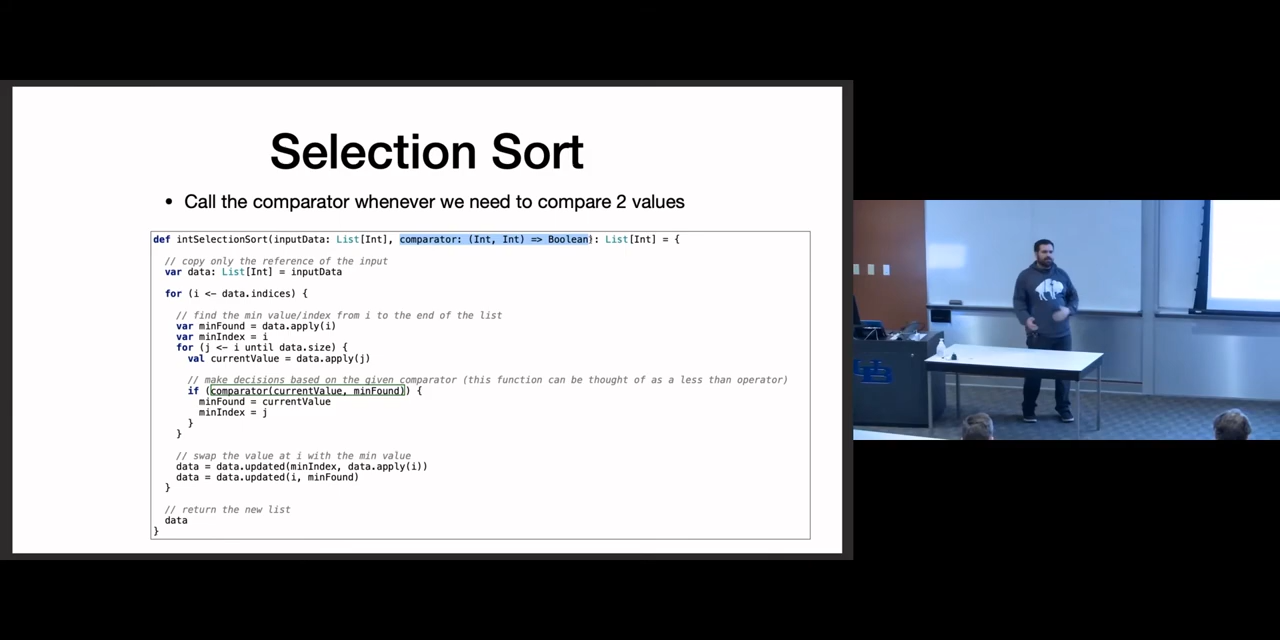 Selection Sort
• Call the comparator whenever we need to compare 2 values
def intSelectionSort(inputData: List[Int], comparator: (Int, Int) => Boolean): List[Int] = {
// copy only the reference of the input
var data: List[Int] = inputData
for (i <- data.indices) {
// find the min value/index from i to the end of the list
var minFound = data.apply(i)
var minIndex = i
for (j <- i until data.size) {
val currentValue = data.apply(j)
// make decisions based on the given comparator (this function can be thought of as a less than operator)
if (comparator(currentValue, minFound)) {
minFound = currentValue
minIndex = j
}
}
// swap the value at i with the min value
data = data.updated(minIndex, data.apply(i))
data = data.updated(i, minFound)
}
// return the new list
data
}